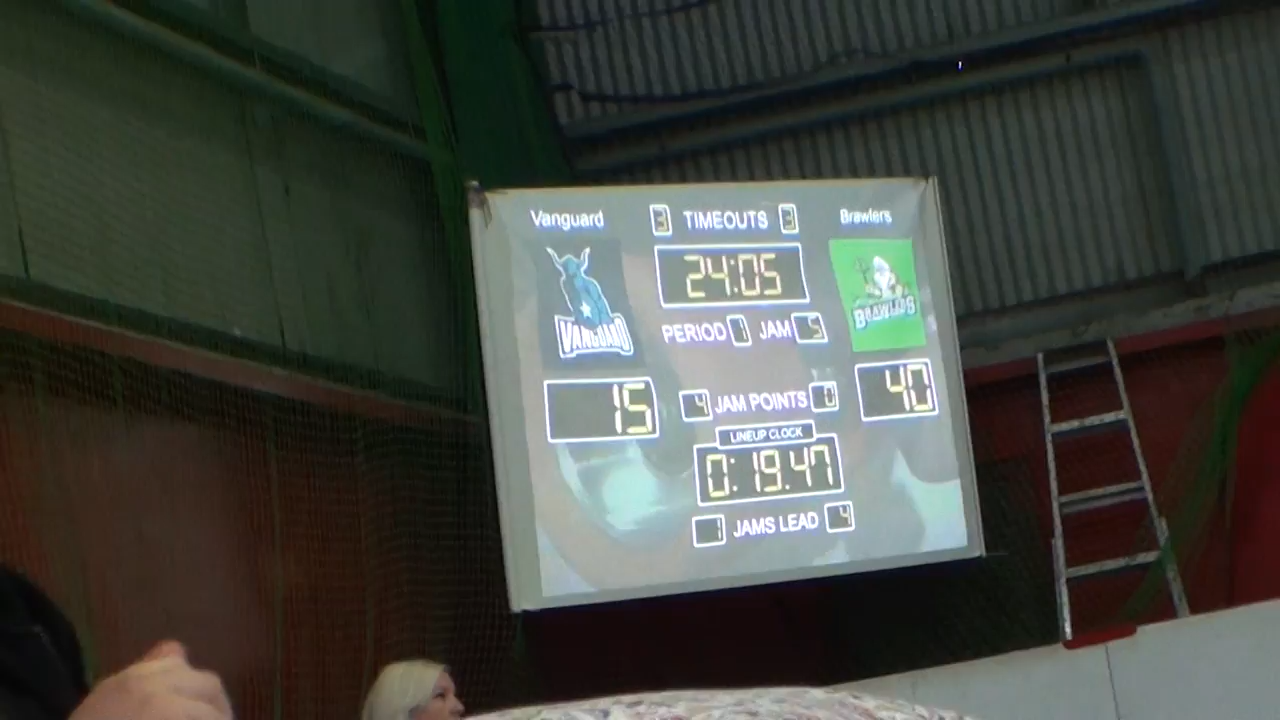 Vanguard 3 TIMEOUTS 3 Brawlers
24:05
VANGUARD
BRAWLERS
PERIOD 1 JAM 5
15 4 JAM POINTS 0 40
LINEUP CLOCK
0:19.47
1 JAMS LEAD 4